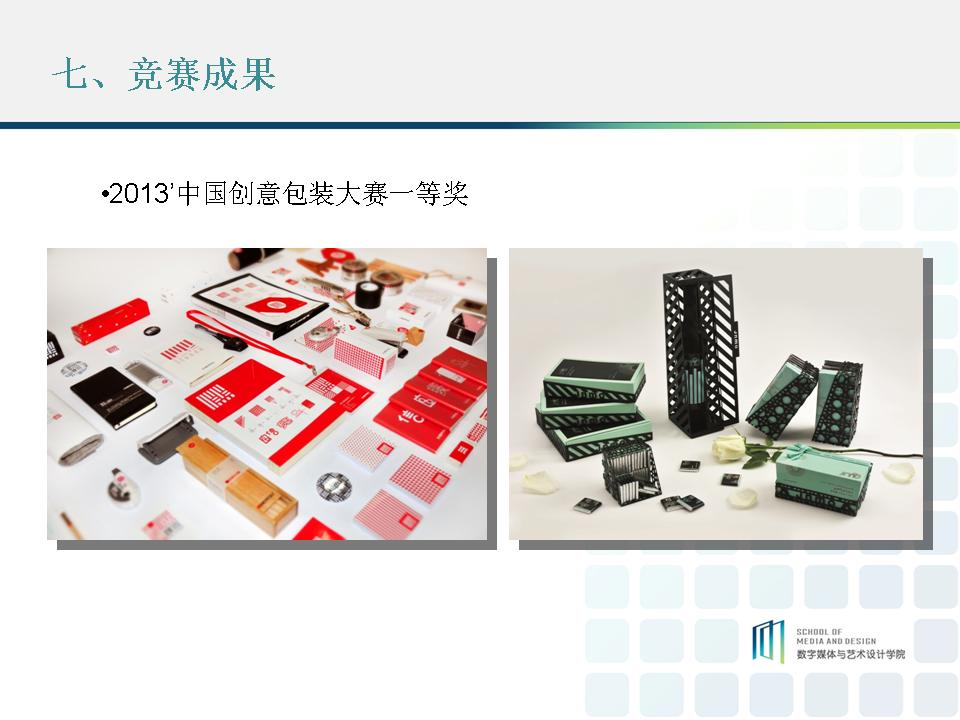 七、竞赛成果
•2013’中国创意包装大赛一等奖
SCHOOL OF
MEDIA AND DESIGN
数字媒体与艺术设计学院